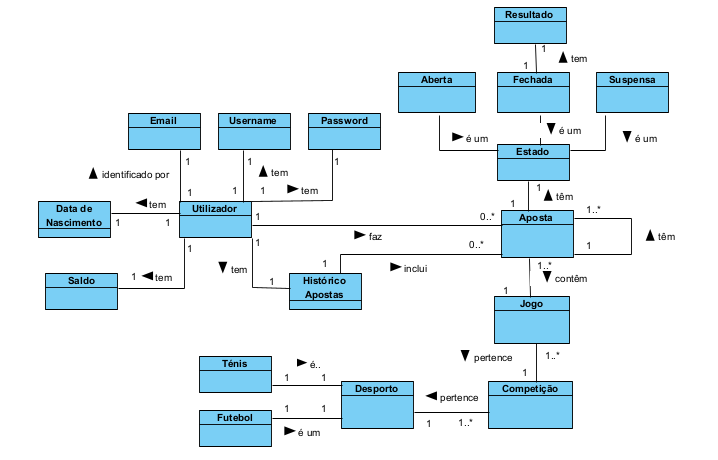 Resultado
1
tem
1
Aberta
Fechada
Suspensa
é um
é um
é um
Email
Username
Password
Estado
1
1
1
identificado por
tem
tem
1
1
1
1
têm
1
Data de
Nascimento
tem
1
1
Utilizador
1
0..*
faz
Aposta
1..*
1
têm
1
tem
1
0..*
inclui
1
1..*
contêm
Saldo
1
tem
1
Histórico
Apostas
1
Jogo
pertence
1..*
1
Ténis
é..
1
1
Desporto
pertence
Competição
Futebol
1
1
é um
1
1..*